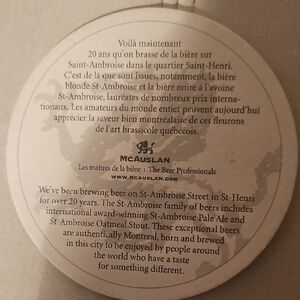 Voilà maintenant
20 ans qu'on brasse de la bière sur
Saint-Ambroise dans le quartier Saint-Henri.
C'est de là que sont issues, notamment, la bière
blonde St-Ambroise et la bière noire à l'avoine
St-Ambroise, lauréates de nombreux prix interna-
tionaux. Les amateurs du monde entier peuvent aujourd'hui
apprécier la saveur bien montréalaise de ces fleurons
de l'art brassicole québécois.
McAUSLAN
Les maîtres de la bière : The Beer Professionals
WWW.MCAUSLAN.COM
We've been brewing beer on St-Ambroise Street in St-Henri
for over 20 years. The St-Ambroise family of beers includes
international award-winning St-Ambroise Pale Ale and
St-Ambroise Oatmeal Stout. These exceptional beers
are authentically Montreal, born and brewed
in this city to be enjoyed by people around
the world who have a taste
for something different.